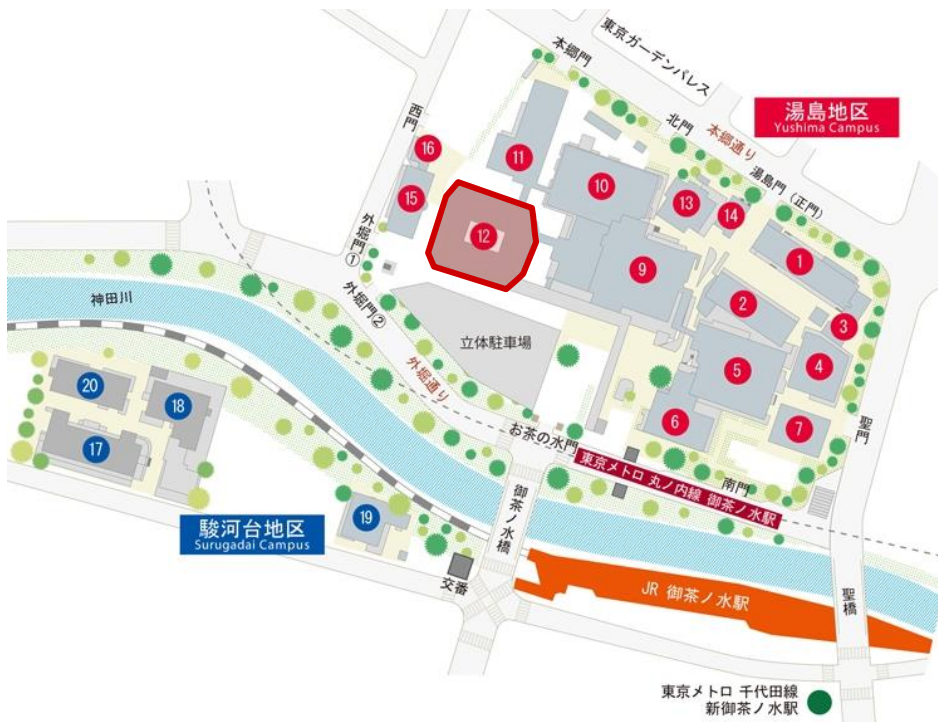 東京ガーデンパレス
本郷門
湯島地区
Yushima Campus
北門
本郷通り
西門
湯島門（正門）
16
11
10
15
13
14
12
外堀門①
1
9
2
3
神田川
外堀門②
立体駐車場
4
5
外堀通り
20
18
6
7
聖門
17
お茶の水門
東京メトロ 丸ノ内線 御茶ノ水駅
南門
19
駿河台地区
Surugadai Campus
御茶ノ水橋
交番
JR 御茶ノ水駅
聖橋
東京メトロ 千代田線
新御茶ノ水駅